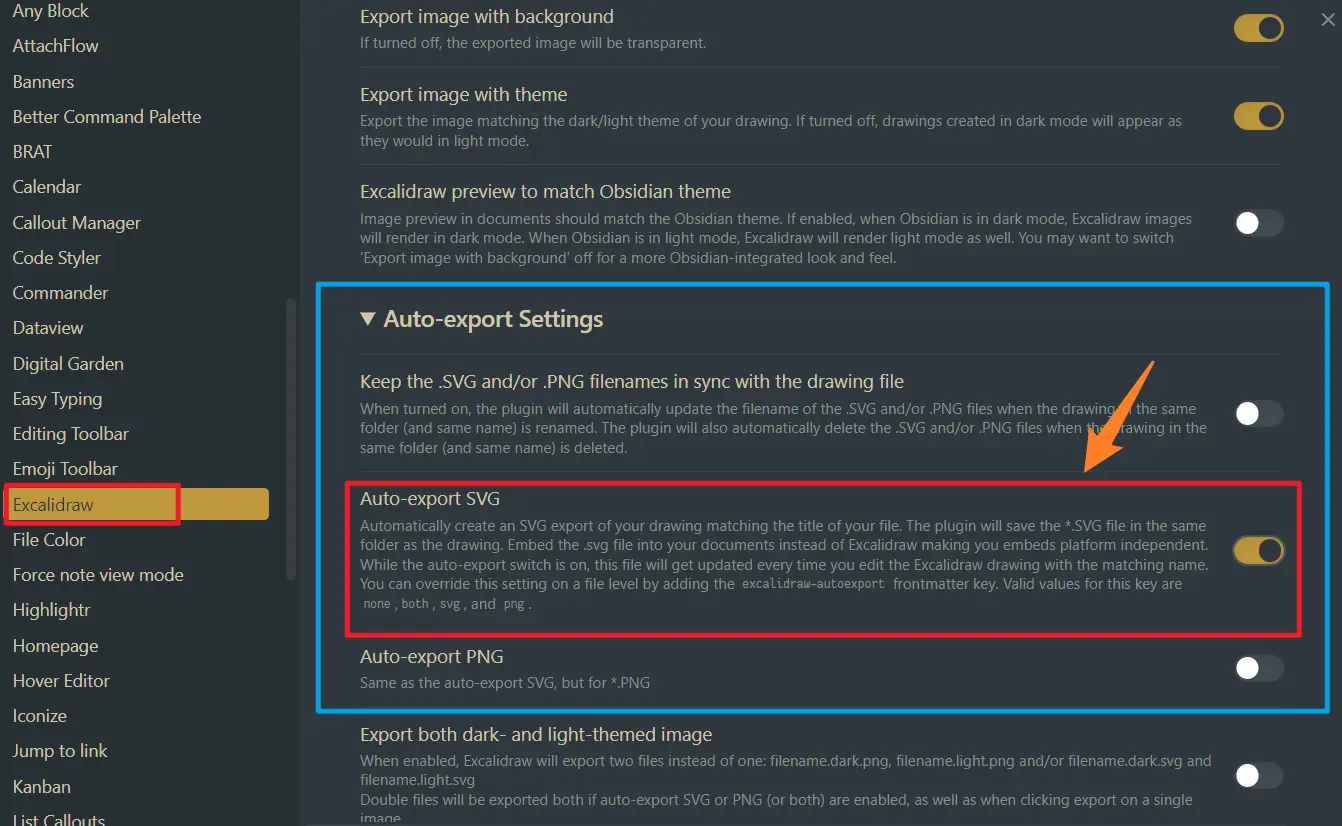 Any Block
AttachFlow
Banners
Better Command Palette
BRAT
Calendar
Callout Manager
Code Styler
Commander
Dataview
Digital Garden
Easy Typing
Editing Toolbar
Emoji Toolbar
Excalidraw
File Color
Force note view mode
Highlightr
Homepage
Hover Editor
Iconize
Jump to link
Kanban
List Callouts
Export image with background
If turned off, the exported image will be transparent.
Export image with theme
Export the image matching the dark/light theme of your drawing. If turned off, drawings created in dark mode will appear as
they would in light mode.
Excalidraw preview to match Obsidian theme
Image preview in documents should match the Obsidian theme. If enabled, when Obsidian is in dark mode, Excalidraw images
will render in dark mode. When Obsidian is in light mode, Excalidraw will render light mode as well. You may want to switch
'Export image with background' off for a more Obsidian-integrated look and feel.
Auto-export Settings
Keep the .SVG and/or .PNG filenames in sync with the drawing file
When turned on, the plugin will automatically update the filename of the .SVG and/or .PNG files when the drawing the same
folder (and same name) is renamed. The plugin will also automatically delete the .SVG and/or .PNG files when the drawing in the
same folder (and same name) is deleted.
Auto-export SVG
Automatically create an SVG export of your drawing matching the title of your file. The plugin will save the *.SVG file in the same
folder as the drawing. Embed the .svg file into your documents instead of Excalidraw making you embeds platform independent.
While the auto-export switch is on, this file will get updated every time you edit the Excalidraw drawing with the matching name.
You can override this setting on a file level by adding the excalidraw-autoexport frontmatter key. Valid values for this key are
none , both , svg , and png .
Auto-export PNG
Same as the auto-export SVG, but for *.PNG
Export both dark- and light-themed image
When enabled, Excalidraw will export two files instead of one: filename.dark.png, filename.light.png and/or filename.dark.svg and
filename.light.svg
Double files will be exported both if auto-export SVG or PNG (or both) are enabled, as well as when clicking export on a single
image.